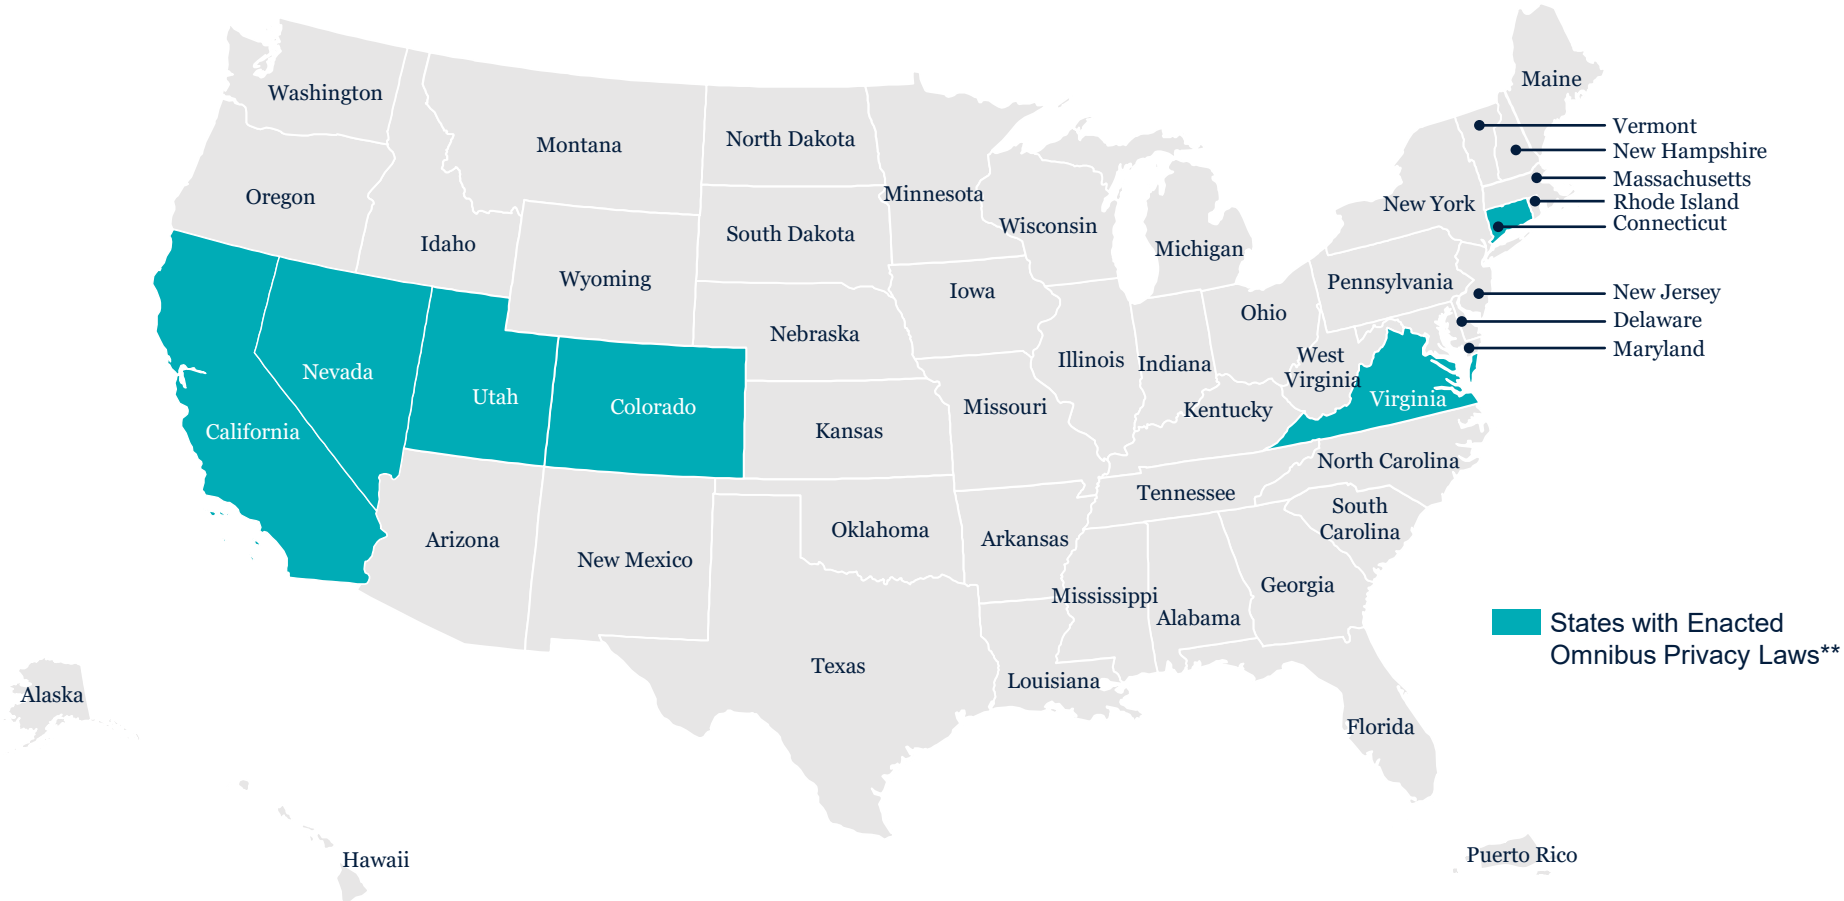 Washington
Montana
North Dakota
Minnesota
Maine
Vermont
New Hampshire
Massachusetts
Rhode Island
Connecticut
Oregon
Idaho
Wyoming
South Dakota
Wisconsin
Michigan
New York
Pennsylvania
New Jersey
Delaware
Maryland
Iowa
Ohio
Nebraska
Illinois
Indiana
West
Virginia
Nevada
Utah
Colorado
Kansas
Missouri
Kentucky
Virginia
California
North Carolina
Tennessee
South
Carolina
Arizona
New Mexico
Oklahoma
Arkansas
Mississippi
Alabama
Georgia
States with Enacted
Omnibus Privacy Laws**
Texas
Louisiana
Florida
Alaska
Hawaii
Puerto Rico